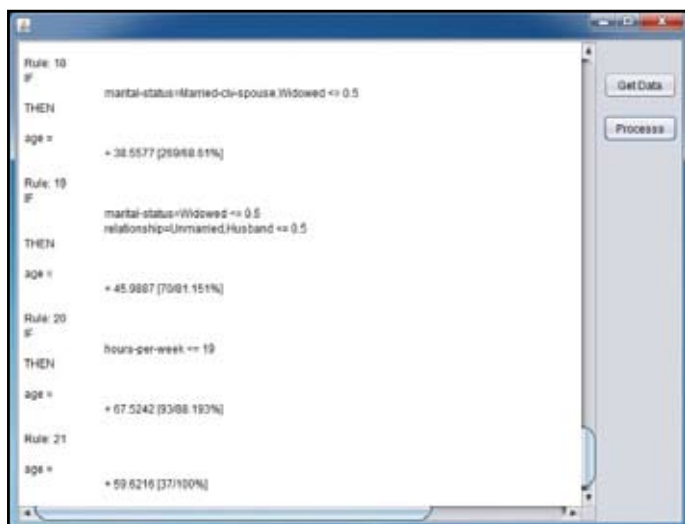 Rule: 18
IF
marital-status=Married-civ-spouse,Widowed <= 0.5
THEN
age =
+ 38.5577 [269/68.61%]
Rule: 19
IF
marital-status=Widowed <= 0.5
relationship=Unmarried,Husband <= 0.5
THEN
age =
+ 45.9887 [70/81.151%]
Rule: 20
IF
hours-per-week <= 19
THEN
age =
+ 67.5242 [93/88.193%]
Rule: 21
age =
+ 59.6216 [37/100%]
Get Data
Processs